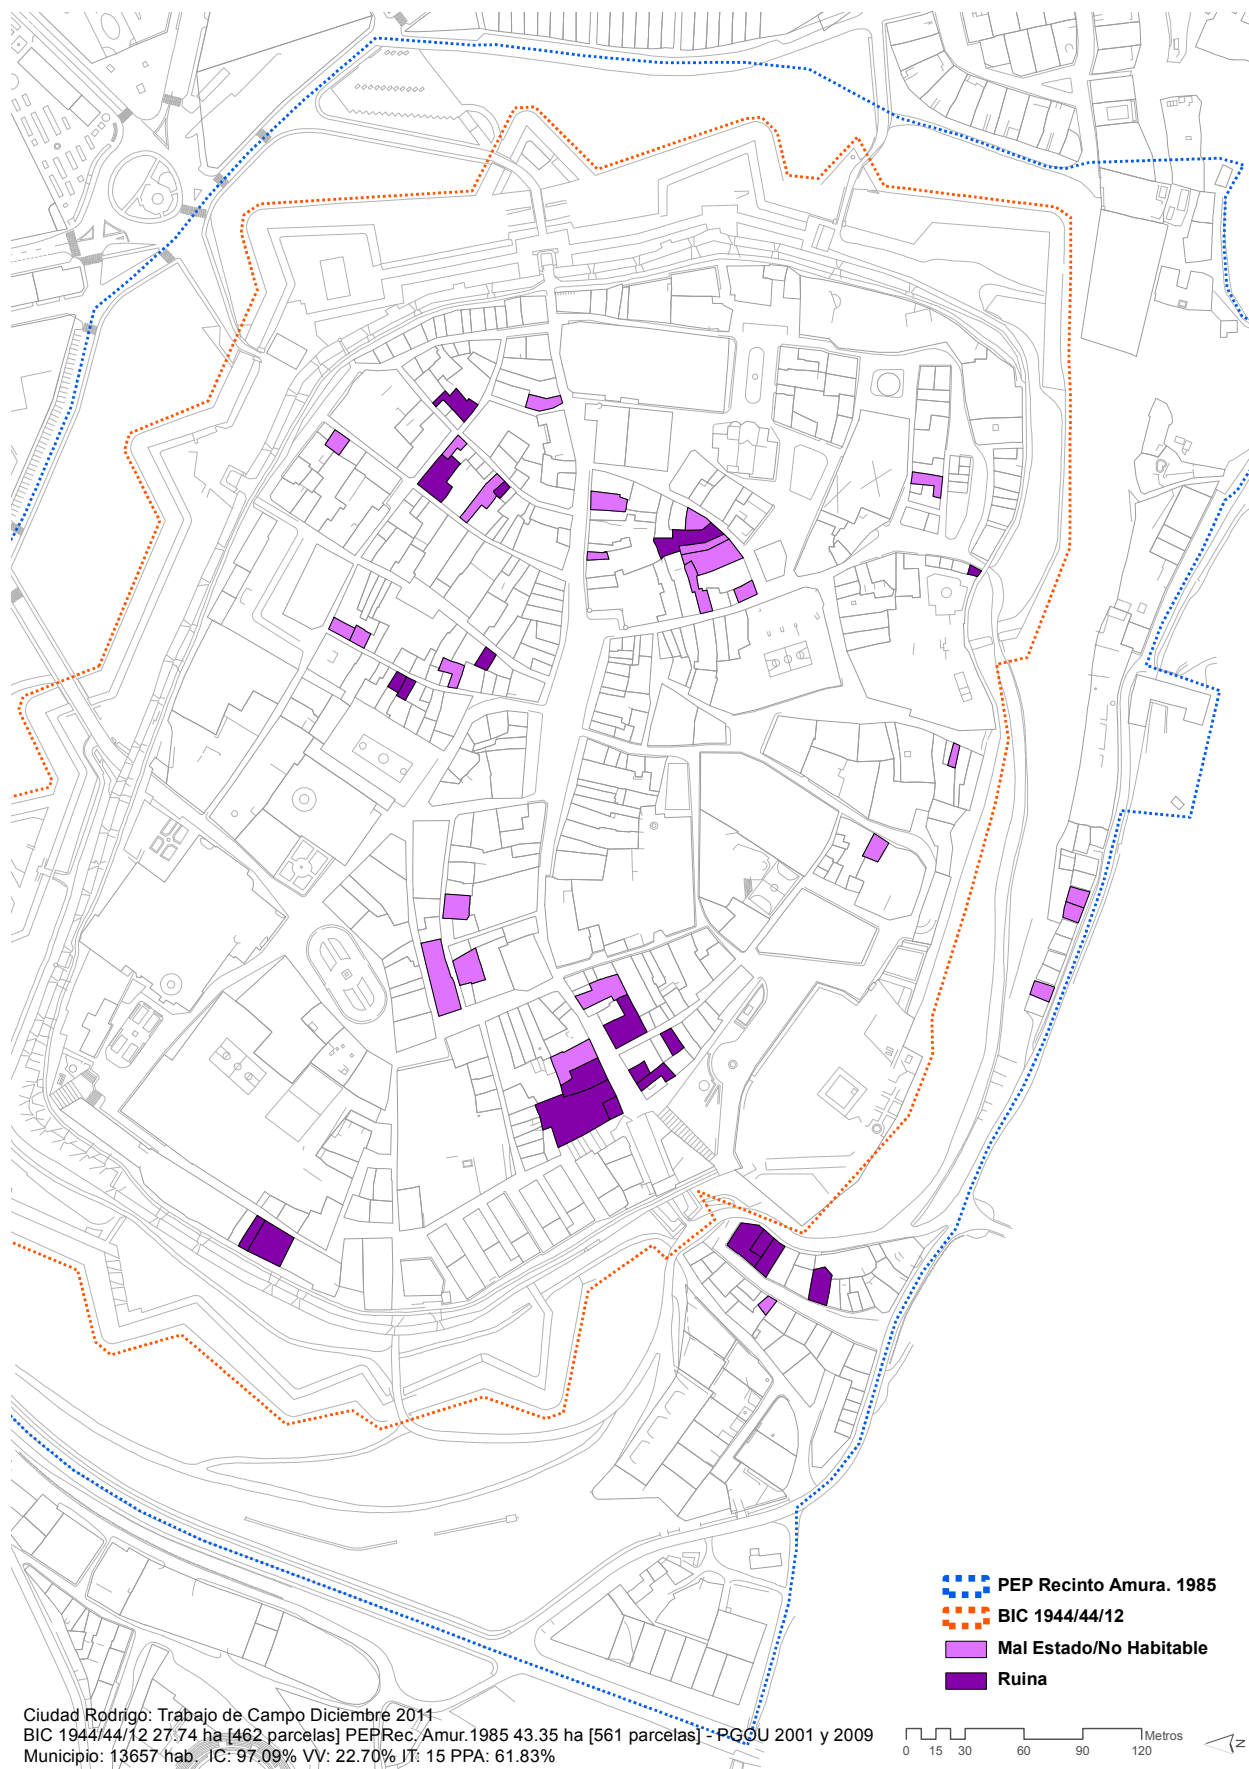 PEP Recinto Amura. 1985
BIC 1944/44/12
Mal Estado/No Habitable
Ruina
Ciudad Rodrigo: Trabajo de Campo Diciembre 2011
BIC 1944/44/12 27.74 ha [462 parcelas] PEP Rec. Amur.1985 43.35 ha [561 parcelas] - PGOU 2001 y 2009
Municipio: 13657 hab. IC: 97.09% VV: 22.70% IT: 15 PPA: 61.83%
Metros
0 15 30 60 90 120
N